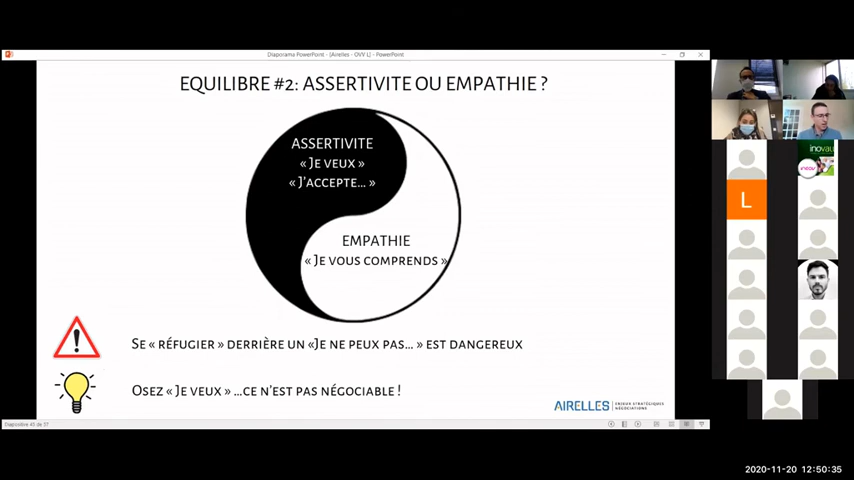 Diaporama PowerPoint - [Airelles - OVV L] - PowerPoint
EQUILIBRE #2: ASSERTIVITE OU EMPATHIE ?
ASSERTIVITE
« JE VEUX »
« J'ACCEPTE... »
EMPATHIE
« JE VOUS COMPRENDS »
SE « RÉFUGIER » DERRIÈRE UN «JE NE PEUX PAS... » EST DANGEREUX
OSEZ « JE VEUX » ...CE N'EST PAS NÉGOCIABLE !
AIRELLES
ENJEUX STRATÉGIQUES
NÉGOCIATIONS
Diapositive 45 de 57
inoval
L
2020-11-20 12:50:35